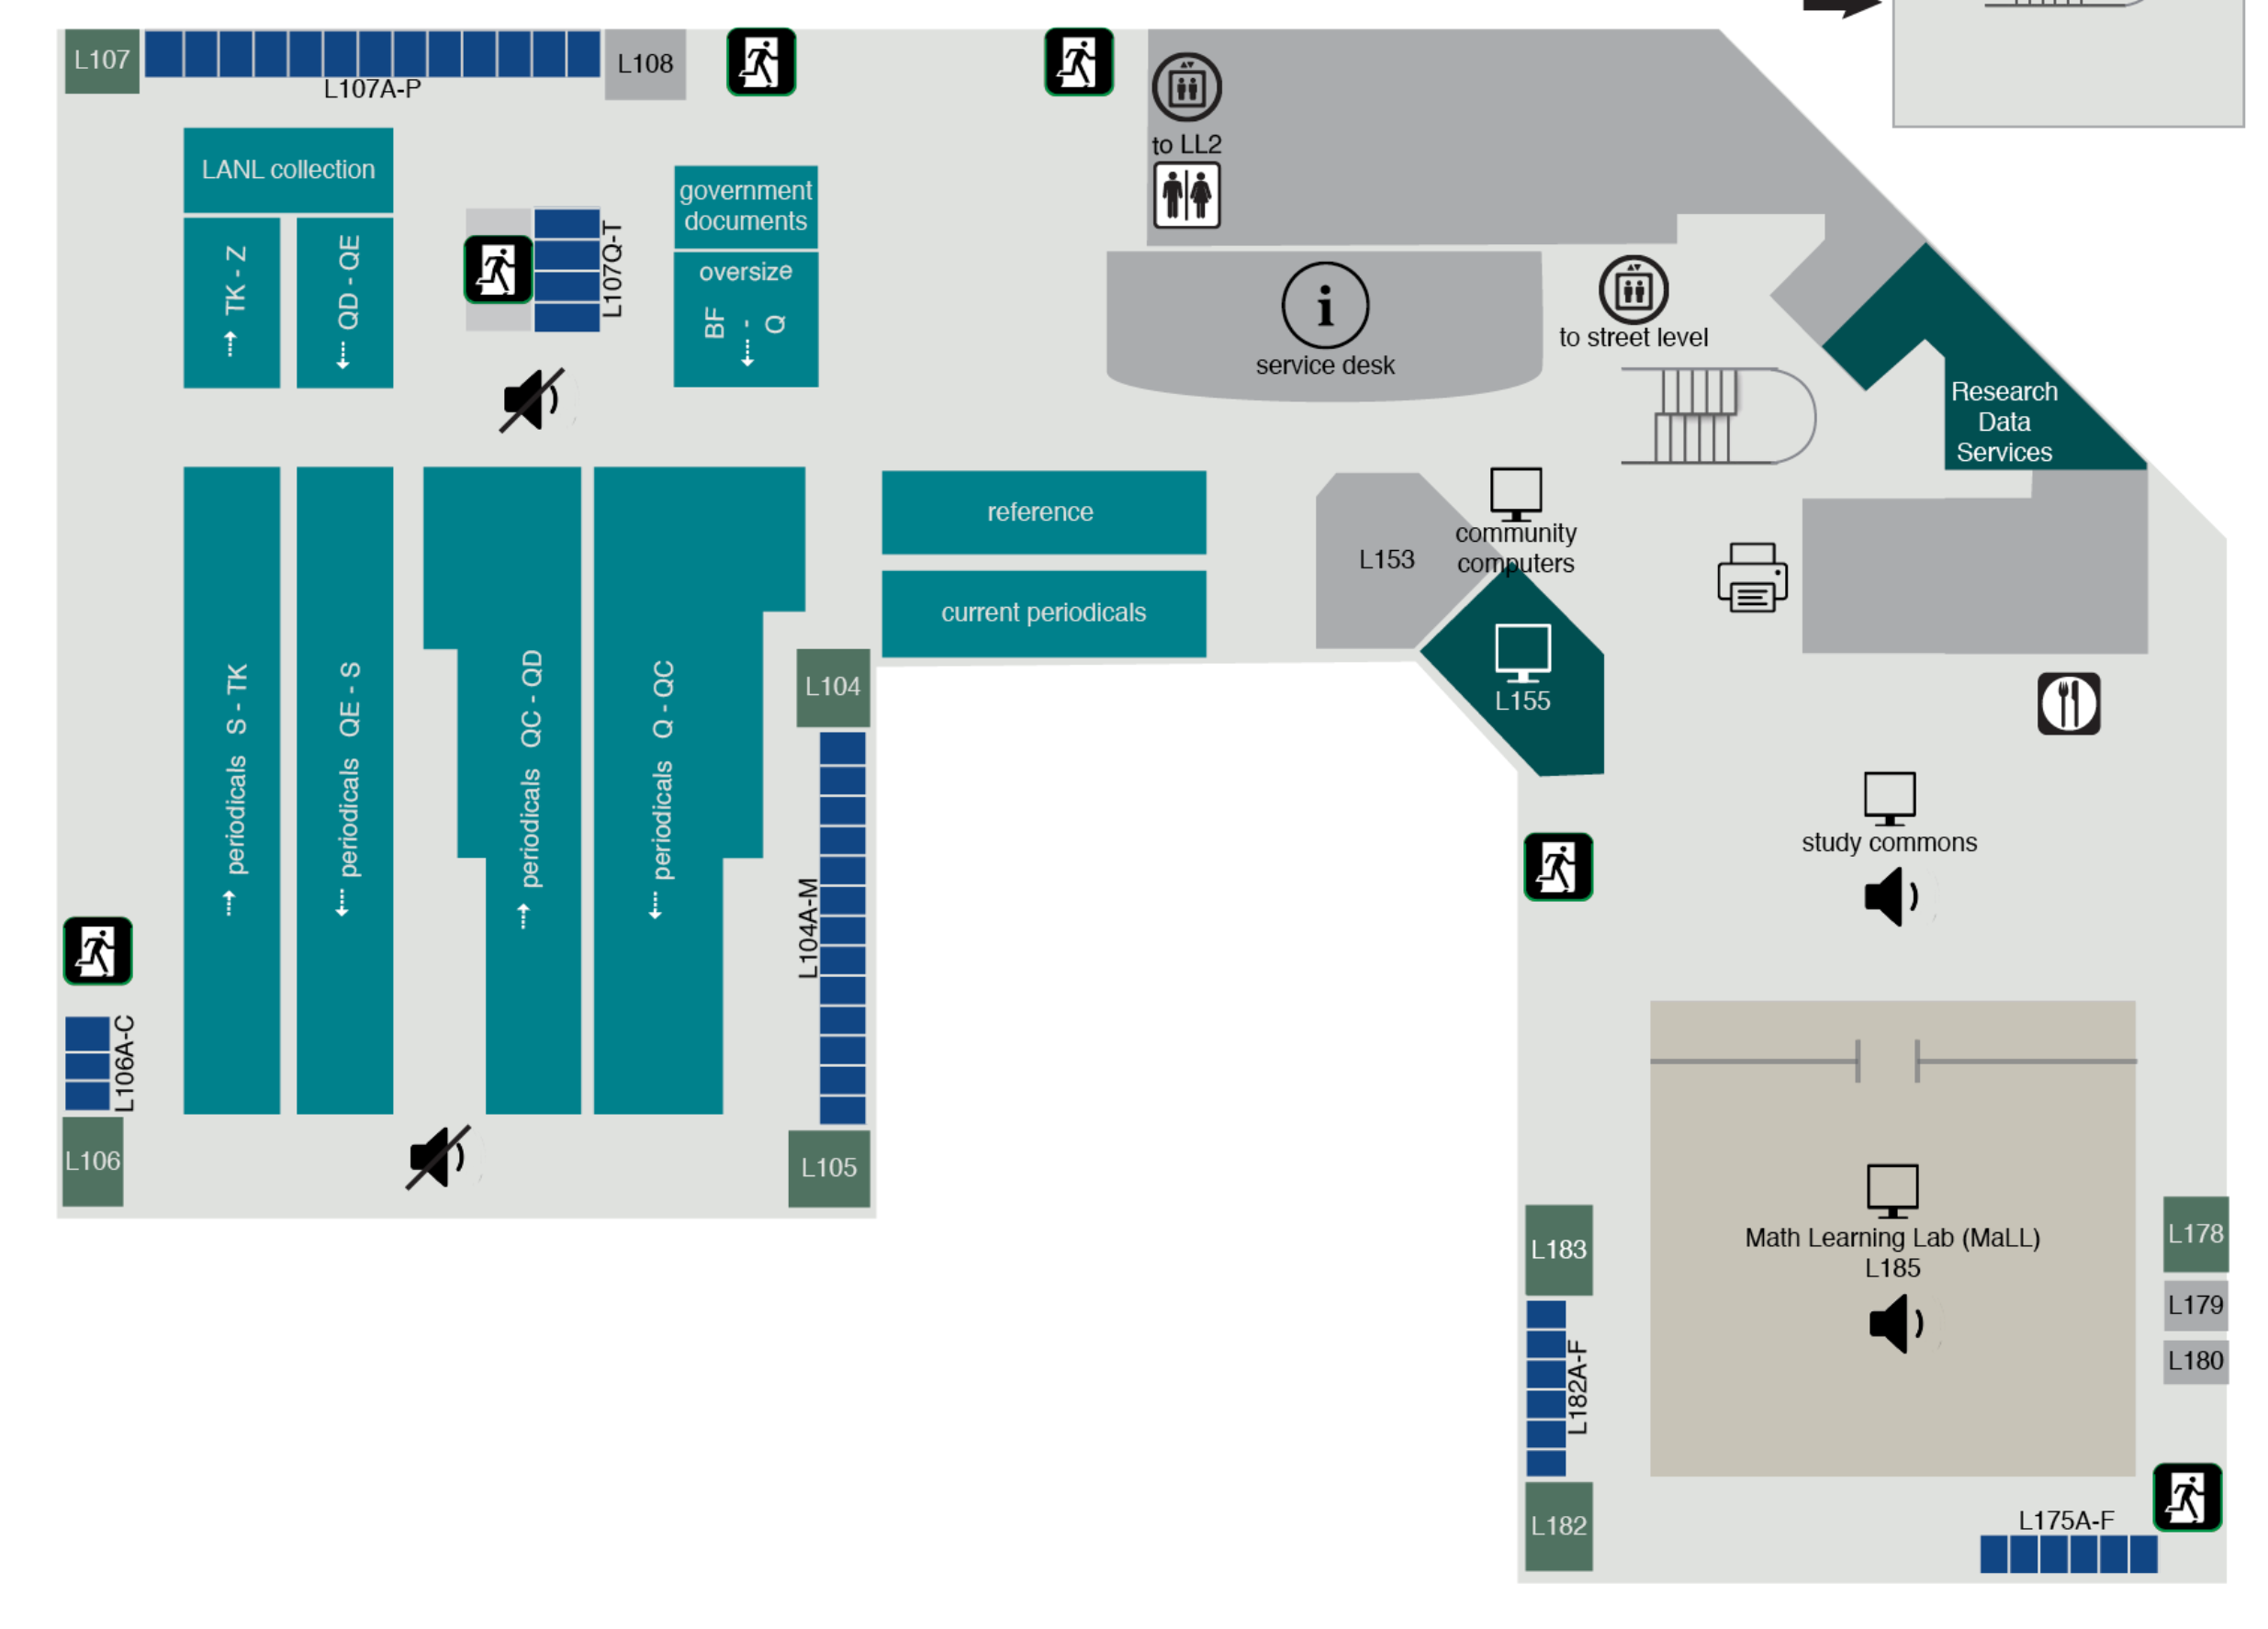 L107
L107A-P
L108
to LL2
LANL collection
government
documents
TK - Z
QD - QE
L107Q-T
oversize
BF
-
Q
i
service desk
to street level
Research
Data
Services
reference
community
computers
L153
current periodicals
periodicals S - TK
periodicals QE - S
periodicals QC - QD
periodicals Q - QC
L104
L155
study commons
L104A-M
L106A-C
L106
L105
Math Learning Lab (MaLL)
L185
L183
L178
L179
L180
L182A-F
L182
L175A-F